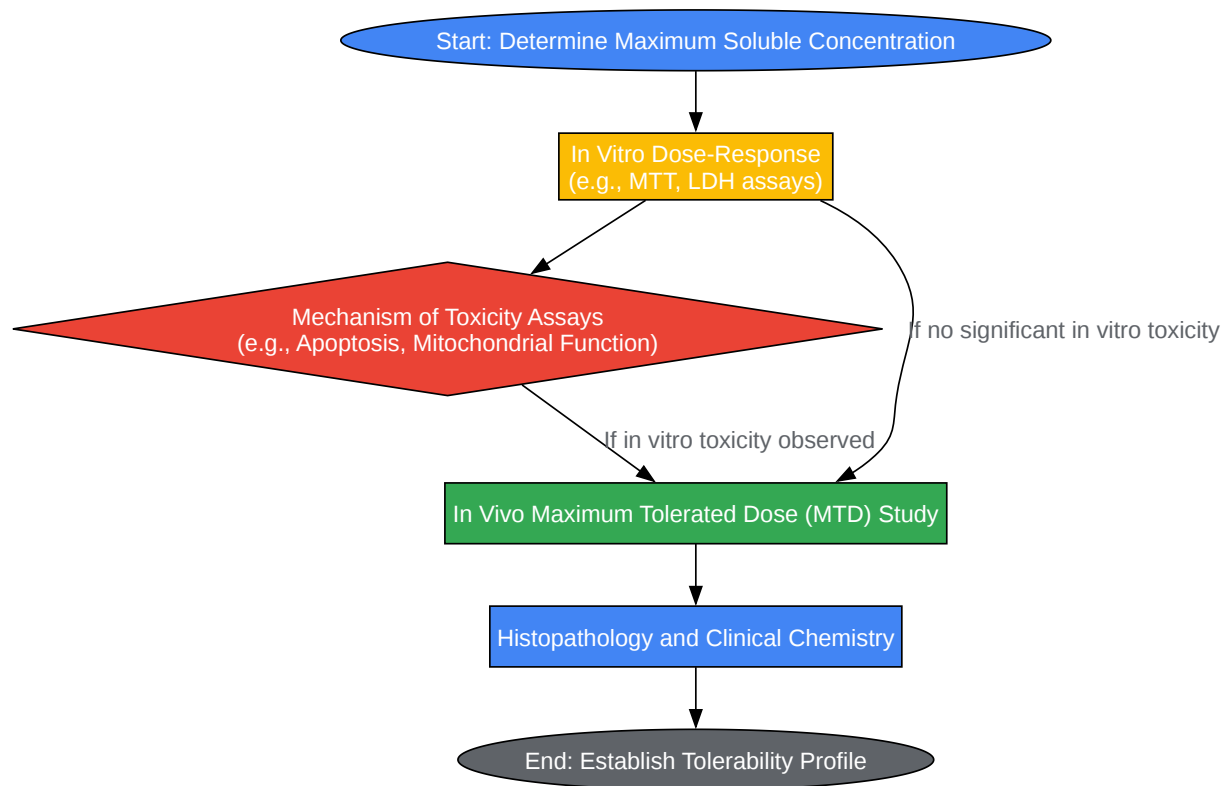 Start: Determine Maximum Soluble Concentration
In Vitro Dose-Response
(e.g., MTT, LDH assays)
Mechanism of Toxicity Assays
(e.g., Apoptosis, Mitochondrial Function)
If no significant in vitro toxicity
If in vitro toxicity observed
In Vivo Maximum Tolerated Dose (MTD) Study
Histopathology and Clinical Chemistry
End: Establish Tolerability Profile